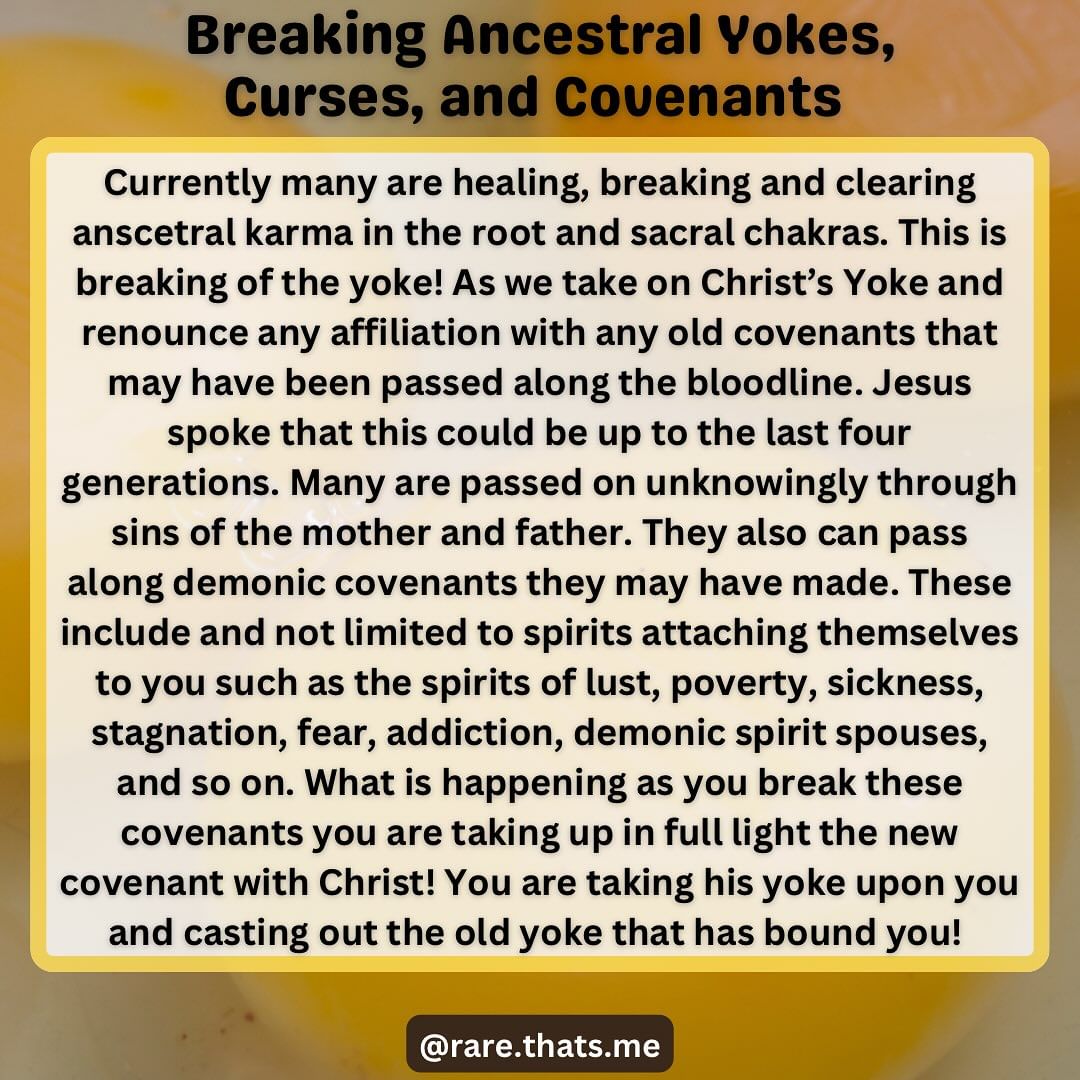 Breaking Ancestral Yokes,
Curses, and Covenants
Currently many are healing, breaking and clearing
anscetral karma in the root and sacral chakras. This is
breaking of the yoke! As we take on Christ’s Yoke and
renounce any affiliation with any old covenants that
may have been passed along the bloodline. Jesus
spoke that this could be up to the last four
generations. Many are passed on unknowingly through
sins of the mother and father. They also can pass
along demonic covenants they may have made. These
include and not limited to spirits attaching themselves
to you such as the spirits of lust, poverty, sickness,
stagnation, fear, addiction, demonic spirit spouses,
and so on. What is happening as you break these
covenants you are taking up in full light the new
covenant with Christ! You are taking his yoke upon you
and casting out the old yoke that has bound you!
@rare.thats.me